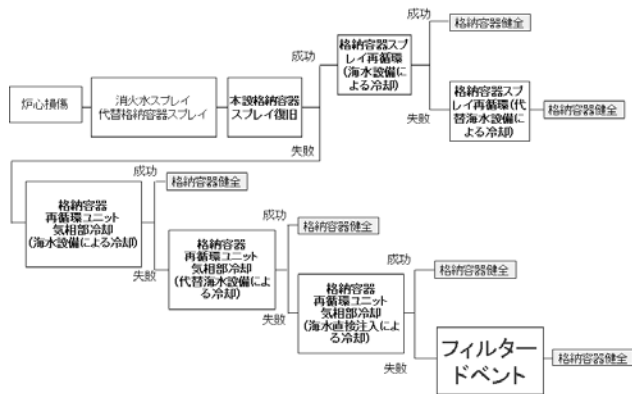 炉心損傷
消火水スプレイ
代替格納容器スプレイ
本設格納容器
スプレイ復旧
成功
失敗
格納容器スプ
レイ再循環
(海水設備に
よる冷却)
成功
格納容器健全
失敗
格納容器スプレ
イ再循環(代
替海水設備に
よる冷却)
格納容器健全
格納容器
再循環ユニット
気相部冷却
(海水設備による冷却)
成功
格納容器健全
失敗
格納容器
再循環ユニット
気相部冷却
(代替海水設備によ
る冷却)
成功
格納容器健全
失敗
格納容器
再循環ユニット
気相部冷却
(海水直接注入によ
る冷却)
成功
格納容器健全
失敗
フィルター
ドベント
格納容器健全